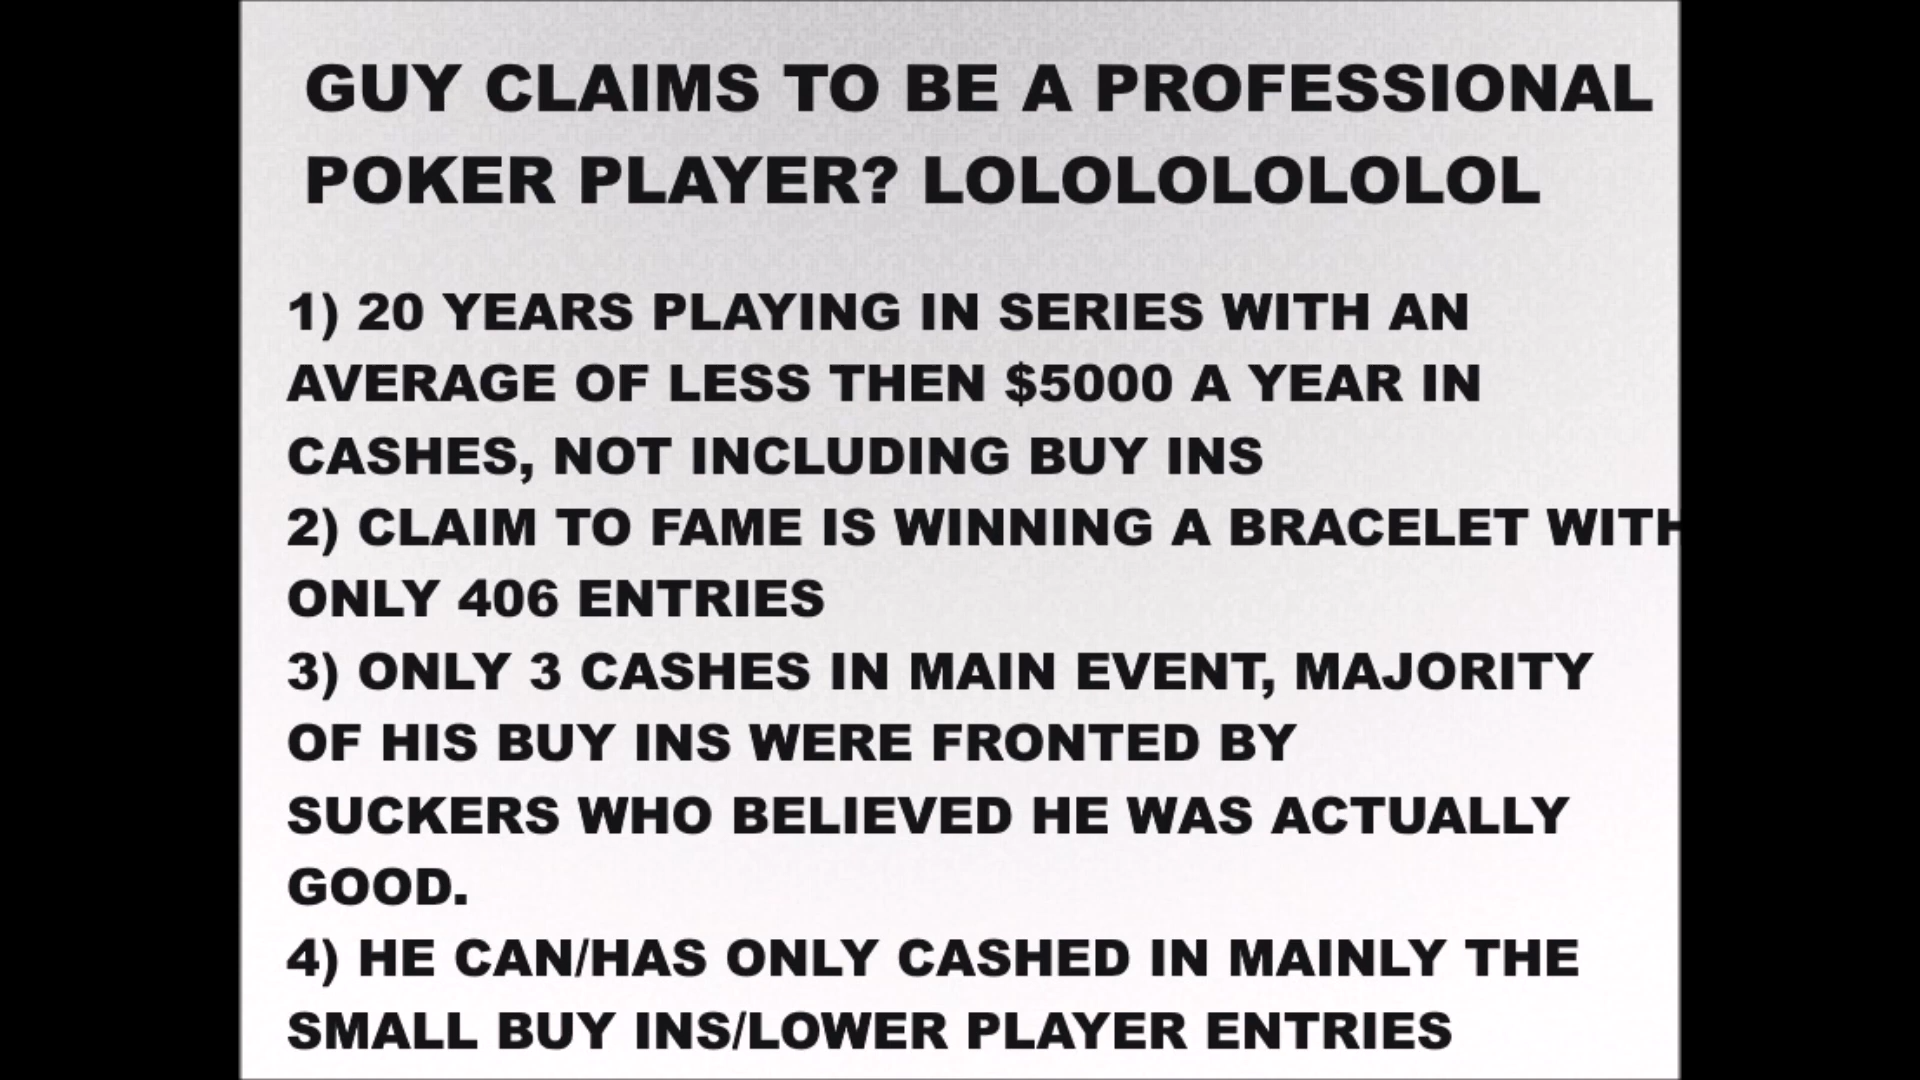 GUY CLAIMS TO BE A PROFESSIONAL
POKER PLAYER? LOLOLOLOLOLOL
1) 20 YEARS PLAYING IN SERIES WITH AN
AVERAGE OF LESS THEN $5000 A YEAR IN
CASHES, NOT INCLUDING BUY INS
2) CLAIM TO FAME IS WINNING A BRACELET WITH
ONLY 406 ENTRIES
3) ONLY 3 CASHES IN MAIN EVENT, MAJORITY
OF HIS BUY INS WERE FRONTED BY
SUCKERS WHO BELIEVED HE WAS ACTUALLY
GOOD.
4) HE CAN/HAS ONLY CASHED IN MAINLY THE
SMALL BUY INS/LOWER PLAYER ENTRIES